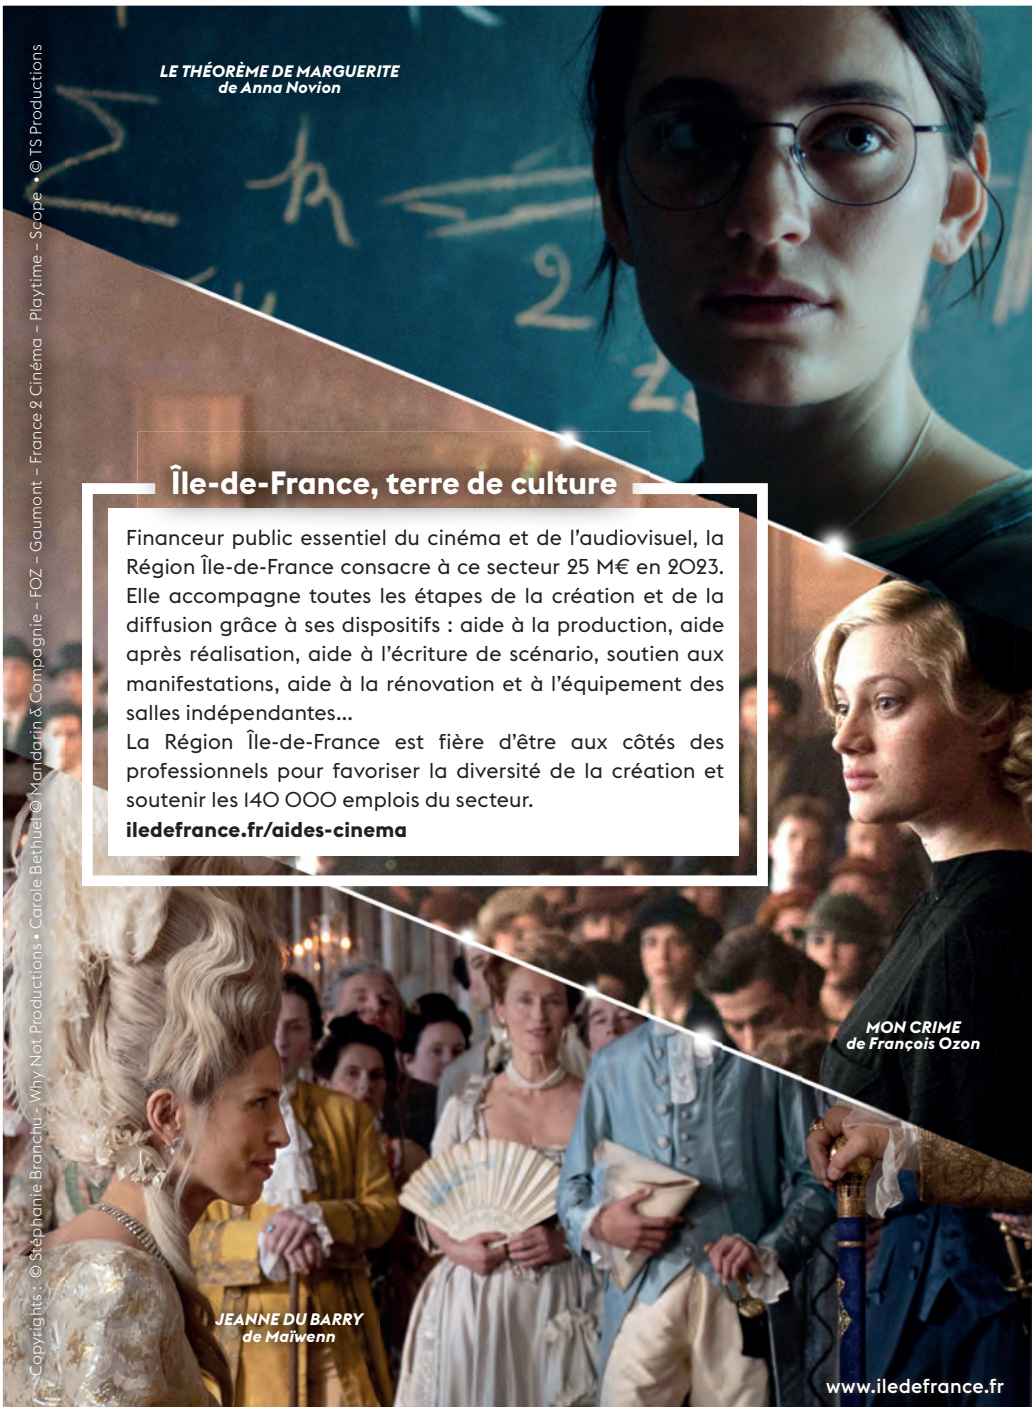 LE THÉORÈME DE MARGUERITE
de Anna Novion
Île-de-France, terre de culture
Financeur public essentiel du cinéma et de l'audiovisuel, la
Région Île-de-France consacre à ce secteur 25 M€ en 2023.
Elle accompagne toutes les étapes de la création et de la
diffusion grâce à ses dispositifs : aide à la production, aide
après réalisation, aide à l'écriture de scénario, soutien aux
manifestations, aide à la rénovation et à l'équipement des
salles indépendantes...
La Région Île-de-France est fière d'être aux côtés des
professionnels pour favoriser la diversité de la création et
soutenir les 140 000 emplois du secteur.
iledefrance.fr/aides-cinema
MON CRIME
de François Ozon
JEANNE DU BARRY
de Maïwenn
www.iledefrance.fr
Copyrights : © Stéphanie Branchu - Why Not Productions • Carole Bethuel © Mandarin & Compagnie – FOZ – Gaumont – France 2 Cinéma – Playtime – Scope • © TS Productions